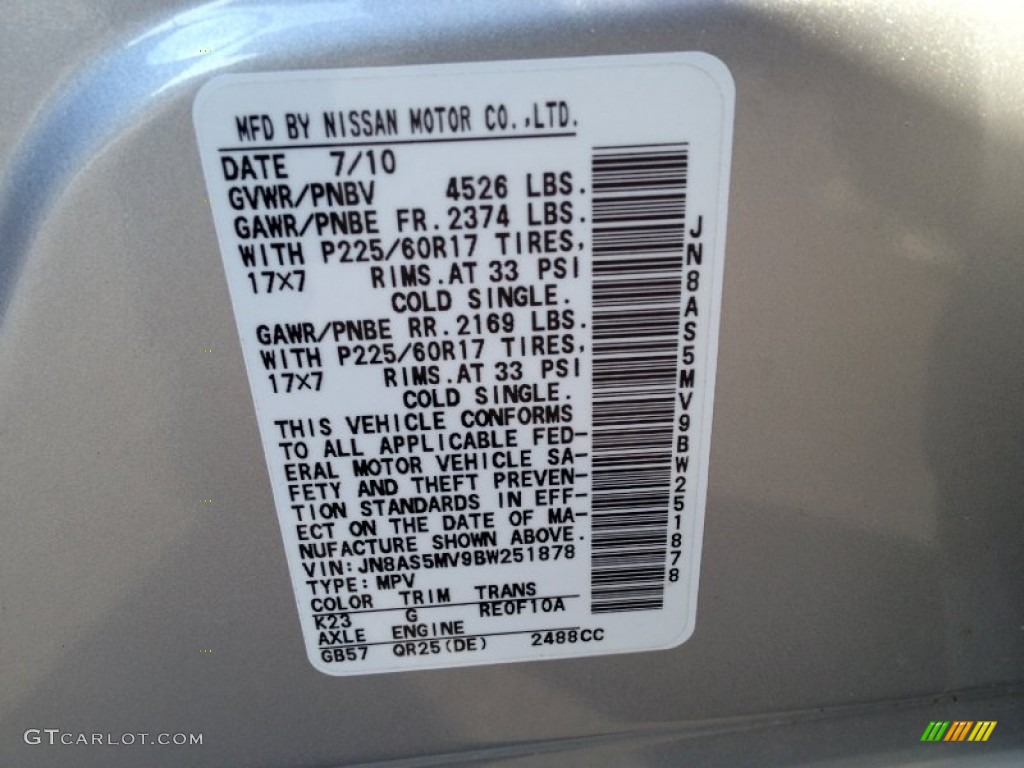 MFD BY NISSAN MOTOR CO.,LTD.
DATE 7/10
GVWR/PNBV 4526 LBS.
GAWR/PNBE FR. 2374 LBS.
WITH P225/60R17 TIRES,
17X7 RIMS.AT 33 PSI
COLD SINGLE.
GAWR/PNBE RR. 2169 LBS.
WITH P225/60R17 TIRES,
17X7 RIMS.AT 33 PSI
COLD SINGLE.
THIS VEHICLE CONFORMS
TO ALL APPLICABLE FED-
ERAL MOTOR VEHICLE SA-
FETY AND THEFT PREVEN-
TION STANDARDS IN EFF-
ECT ON THE DATE OF MA-
NUFACTURE SHOWN ABOVE.
VIN:JN8AS5MV9BW251878
TYPE:MPV
COLOR TRIM TRANS
K23 G RE0F10A
AXLE ENGINE
GB57 QR25(DE) 2488CC
JN8AS5MV9BW251878
GTCARLOT.COM